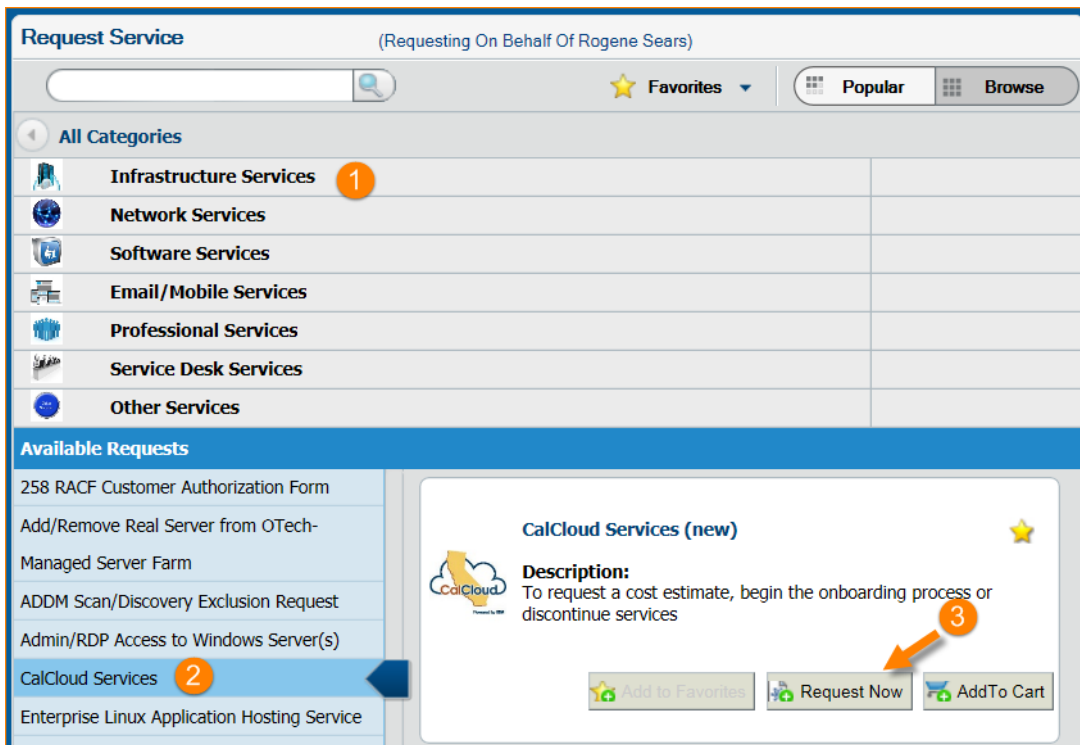 Request Service (Requesting On Behalf Of Rogene Sears)
Favorites Popular Browse
All Categories
Infrastructure Services 1
Network Services
Software Services
Email/Mobile Services
Professional Services
Service Desk Services
Other Services
Available Requests
258 RACF Customer Authorization Form
Add/Remove Real Server from OTech-
Managed Server Farm
ADDM Scan/Discovery Exclusion Request
Admin/RDP Access to Windows Server(s)
CalCloud Services 2
Enterprise Linux Application Hosting Service
CalCloud Services (new)
CalCloud
Powered by IBM
Description:
To request a cost estimate, begin the onboarding process or
discontinue services
3
Add to Favorites Request Now AddTo Cart